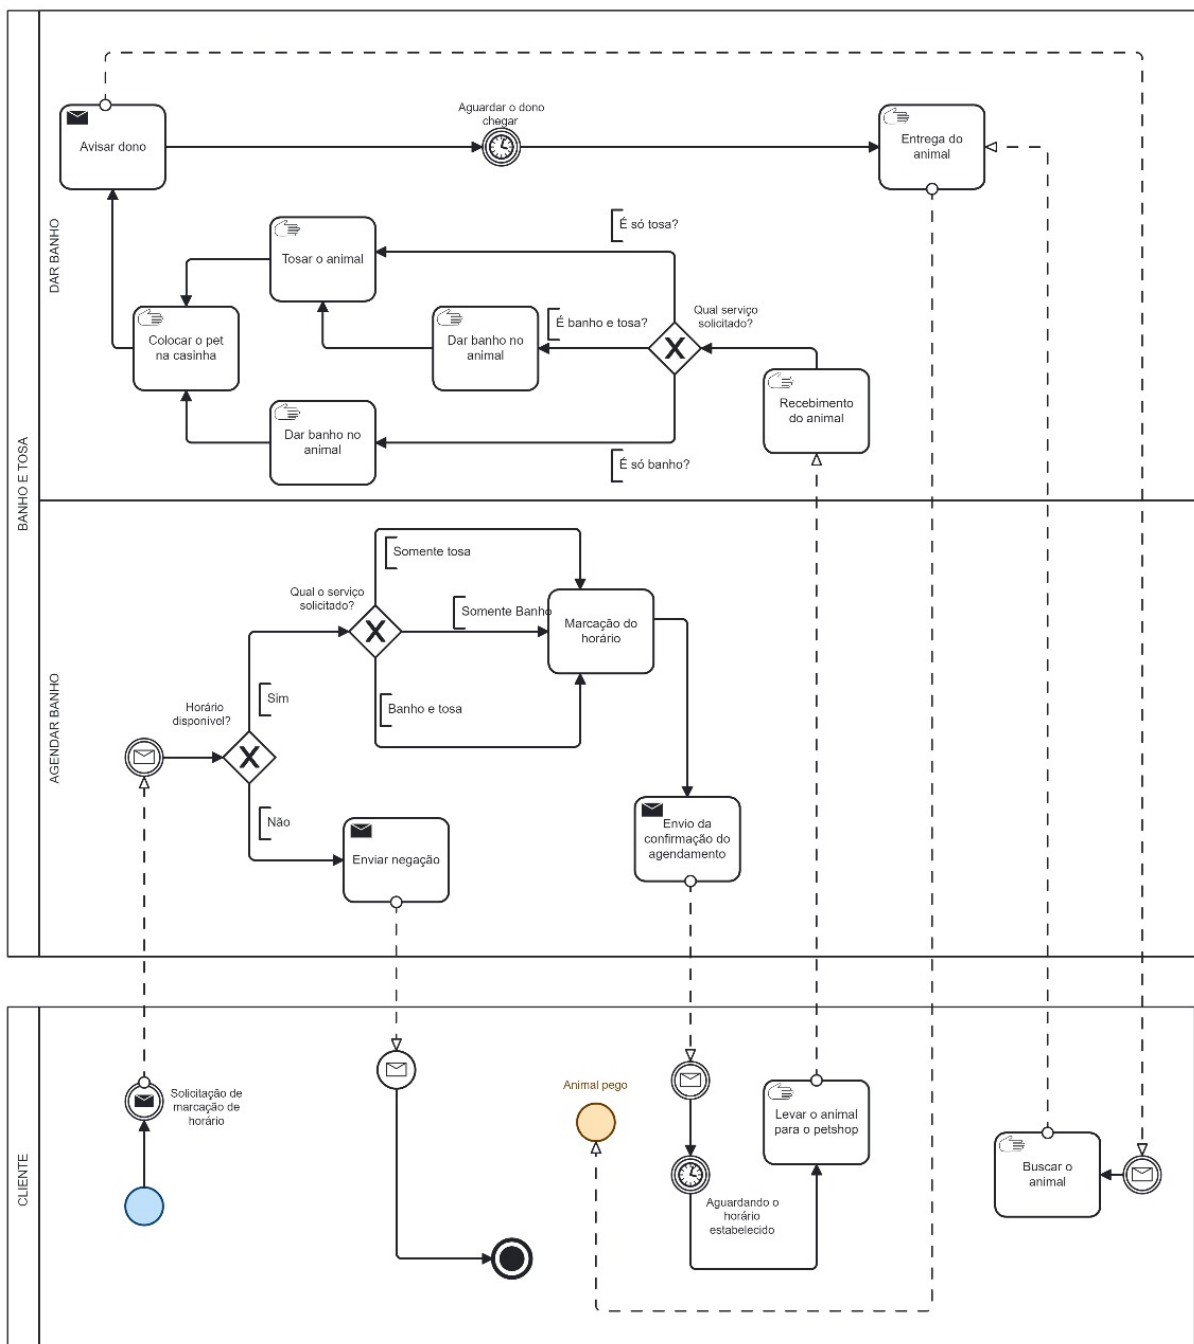 BANHO E TOSA
DAR BANHO
Avisar dono
Aguardar o dono
chegar
Entrega do
animal
É só tosa?
Tosar o animal
Qual serviço
solicitado?
É banho e tosa?
Colocar o pet
na casinha
Dar banho no
animal
Recebimento
do animal
Dar banho no
animal
É só banho?
AGENDAR BANHO
Somente tosa
Qual o serviço
solicitado?
Somente Banho
Marcação do
horário
Sim
Banho e tosa
Horário
disponivel?
Não
Enviar negação
Envio da
confirmação do
agendamento
CLIENTE
Solicitação de
marcação de
horário
Animal pego
Levar o animal
para o petshop
Buscar o
animal
Aguardando o
horário
estabelecido